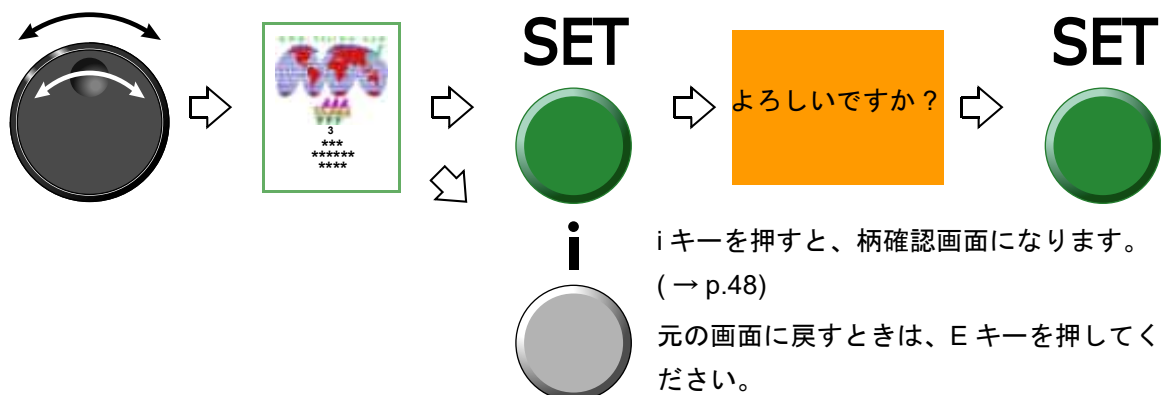 SET
SET
よろしいですか？
3
***
******
****
i
i キーを押すと、柄確認画面になります。
( → p.48)
元の画面に戻すときは、E キーを押してく
ださい。